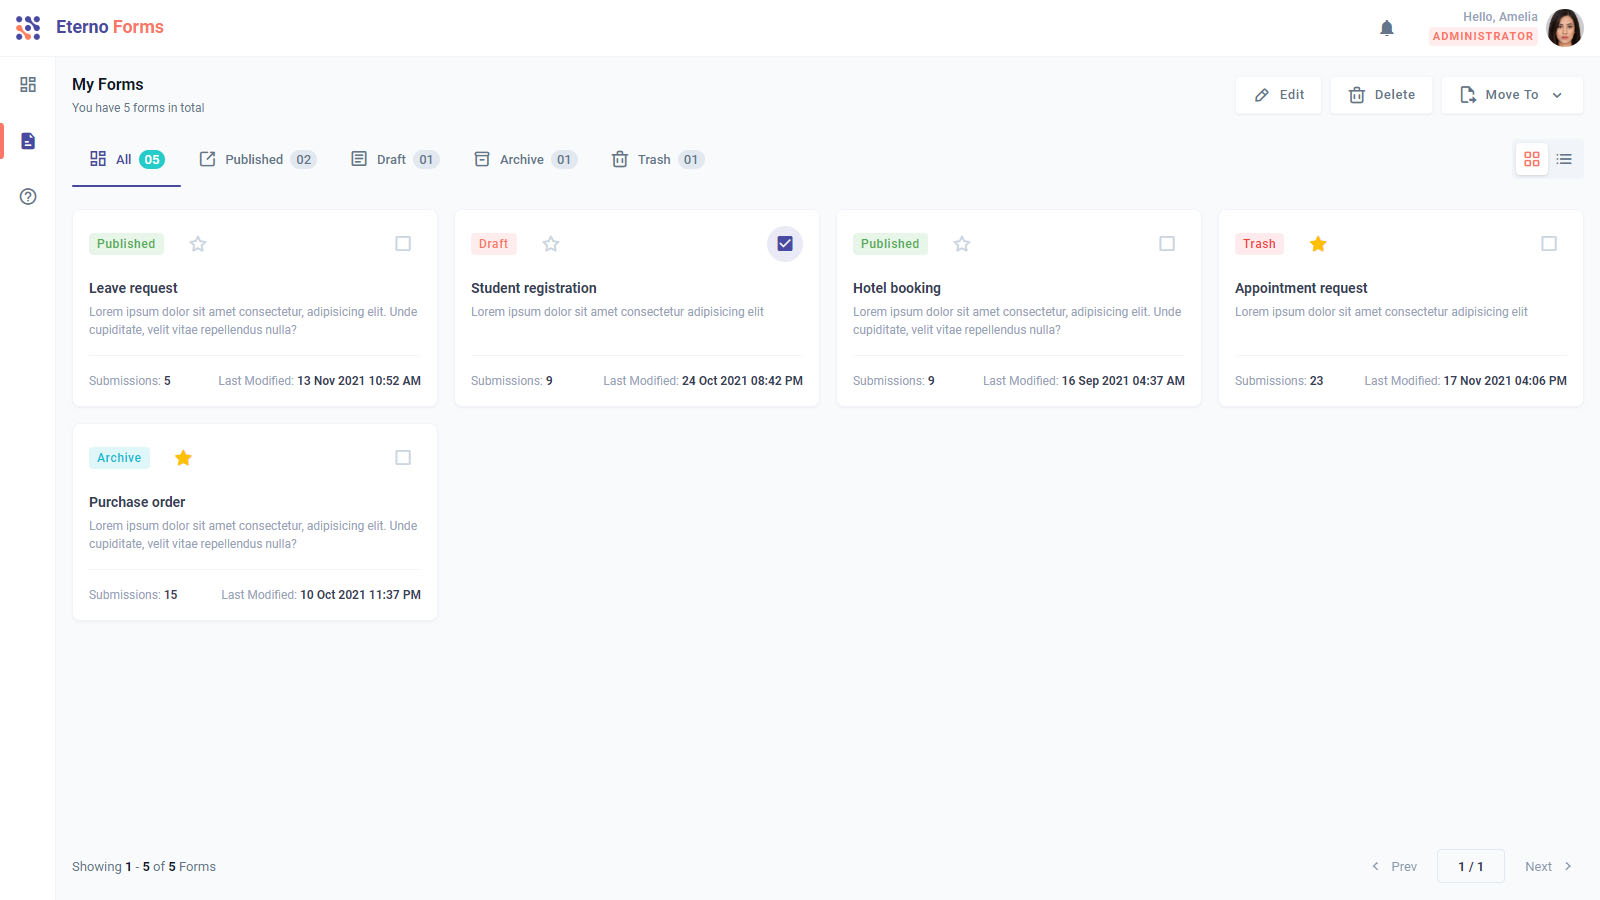 Eterno Forms
Hello, Amelia
ADMINISTRATOR
My Forms
You have 5 forms in total
Edit
Delete
Move To
All 05
Published 02
Draft 01
Archive 01
Trash 01
Published
Leave request
Lorem ipsum dolor sit amet consectetur, adipisicing elit. Unde
cupiditate, velit vitae repellendus nulla?
Submissions: 5
Last Modified: 13 Nov 2021 10:52 AM
Draft
Student registration
Lorem ipsum dolor sit amet consectetur adipisicing elit
Submissions: 9
Last Modified: 24 Oct 2021 08:42 PM
Published
Hotel booking
Lorem ipsum dolor sit amet consectetur, adipisicing elit. Unde
cupiditate, velit vitae repellendus nulla?
Submissions: 9
Last Modified: 16 Sep 2021 04:37 AM
Trash
Appointment request
Lorem ipsum dolor sit amet consectetur adipisicing elit
Submissions: 23
Last Modified: 17 Nov 2021 04:06 PM
Archive
Purchase order
Lorem ipsum dolor sit amet consectetur, adipisicing elit. Unde
cupiditate, velit vitae repellendus nulla?
Submissions: 15
Last Modified: 10 Oct 2021 11:37 PM
Showing 1 - 5 of 5 Forms
Prev
1 / 1
Next